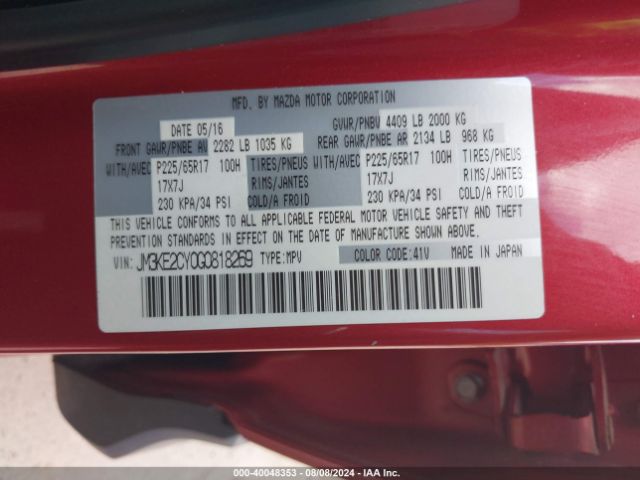 MFD. BY MAZDA MOTOR CORPORATION
DATE 05/16 GVWR/PNBV 4409 LB 2000 KG
FRONT GAWR/PNBE AV 2282 LB 1035 KG REAR GAWR/PNBE AR 2134 LB 968 KG
WITH/AVEC P225/65R17 100H TIRES/PNEUS WITH/AVEC P225/65R17 100H TIRES/PNEUS
17X7J RIMS/JANTES 17X7J RIMS/JANTES
230 KPA/34 PSI COLD/A FROID 230 KPA/34 PSI COLD/A FROID
THIS VEHICLE CONFORMS TO ALL APPLICABLE FEDERAL MOTOR VEHICLE SAFETY AND THEFT
PREVENTION STANDARDS IN EFFECT ON THE DATE OF MANUFACTURE SHOWN ABOVE.
VIN: JM3KE2CY0G0818269 TYPE:MPV COLOR CODE:41V MADE IN JAPAN
000-40048353 - 08/08/2024 - IAA Inc.